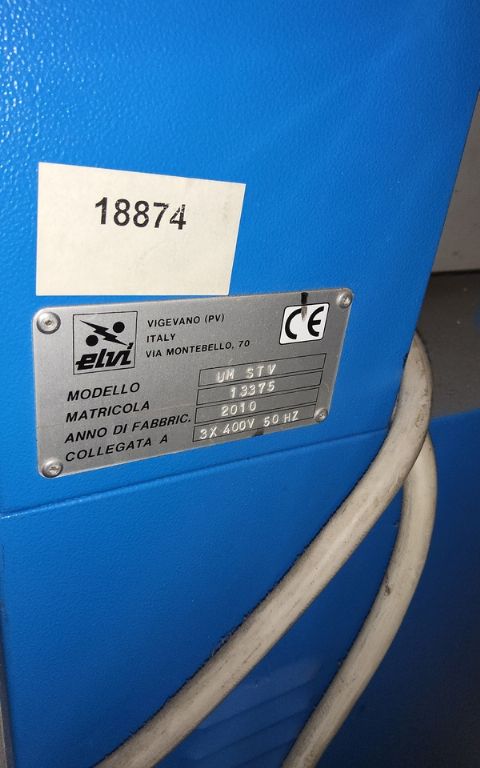 18874
elvi
VIGEVANO (PV)
ITALY
VIA MONTEBELLO, 70
CE
MODELLO UM STV
MATRICOLA 13375
ANNO DI FABBRIC. 2010
COLLEGATA A 3X 400V 50 HZ